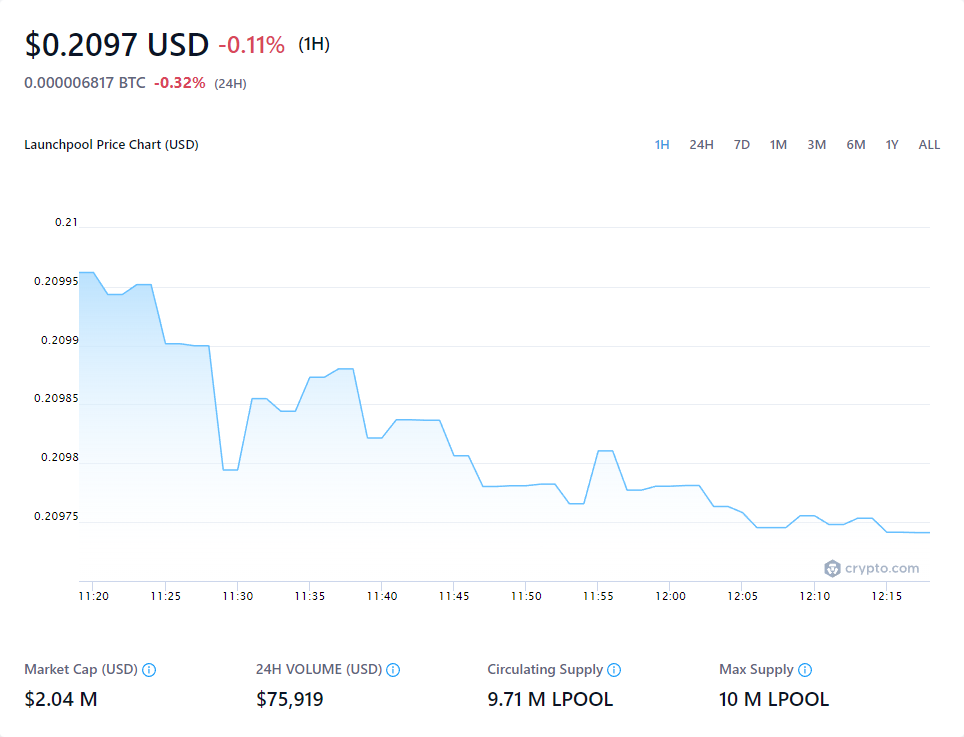 $0.2097 USD -0.11% (1H)
0.000006817 BTC -0.32% (24H)
Launchpool Price Chart (USD) 1H 24H 7D 1M 3M 6M 1Y ALL
0.21
0.20995
0.2099
0.20985
0.2098
0.20975
crypto.com
11:20 11:25 11:30 11:35 11:40 11:45 11:50 11:55 12:00 12:05 12:10 12:15
Market Cap (USD) 24H VOLUME (USD) Circulating Supply Max Supply
$2.04 M $75,919 9.71 M LPOOL 10 M LPOOL